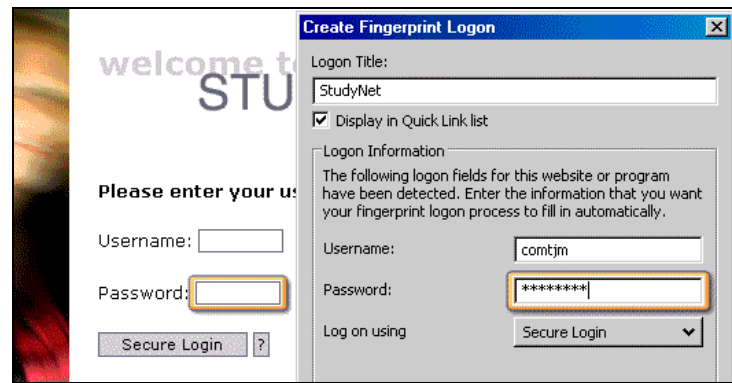 welcome to
STU
Please enter your us
Username:
Password:
Secure Login ?
Create Fingerprint Logon
Logon Title:
StudyNet
Display in Quick Link list
Logon Information
The following logon fields for this website or program
have been detected. Enter the information that you want
your fingerprint logon process to fill in automatically.
Username: comtjm
Password: ********
Log on using Secure Login